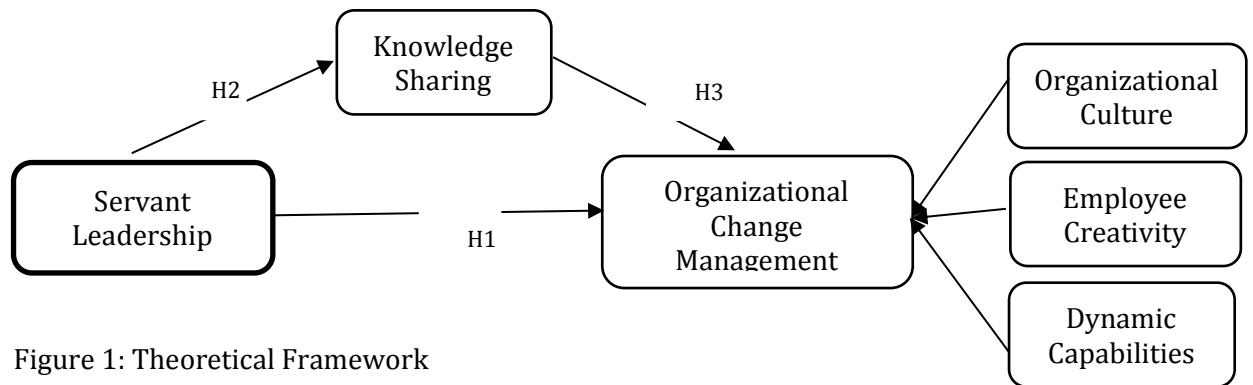 Knowledge
Sharing
H2
H3
Servant
Leadership
H1
Organizational
Change
Management
Organizational
Culture
Employee
Creativity
Dynamic
Capabilities
Figure 1: Theoretical Framework